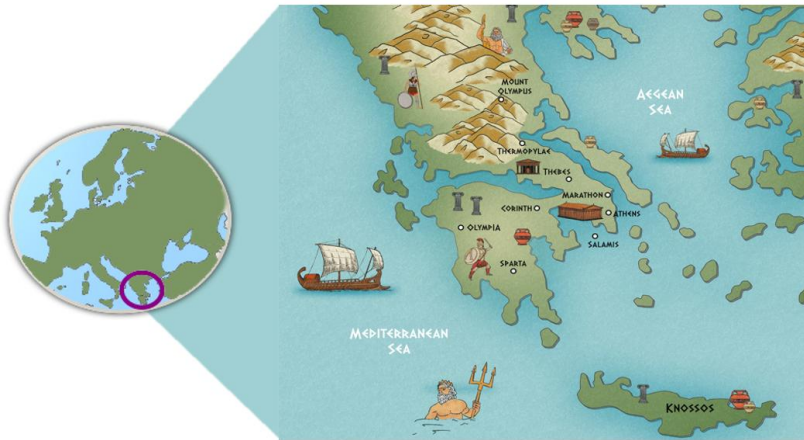 MOUNT
OLYMPUS
AEGEAN
SEA
THERMOPYLAE
THEBES
MARATHON
CORINTH
ATHENS
OLYMPIA
SALAMIS
SPARTA
MEDITERRANEAN
SEA
KNOSSOS